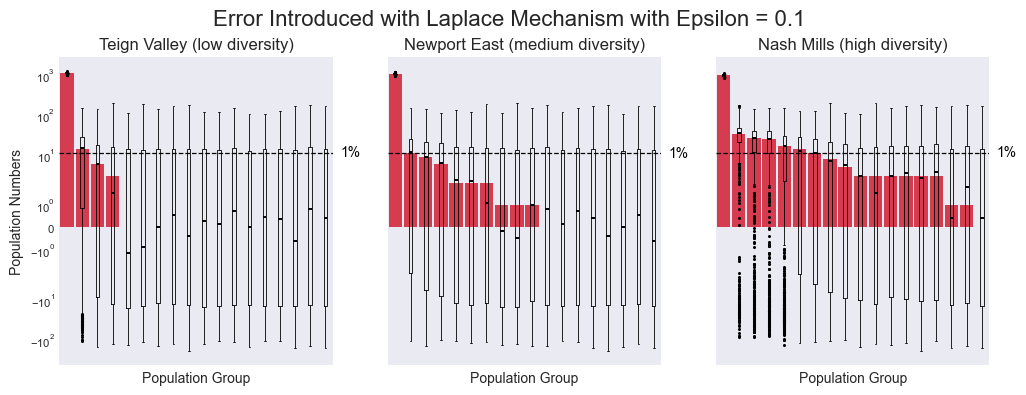 Error Introduced with Laplace Mechanism with Epsilon = 0.1
Teign Valley (low diversity)
Newport East (medium diversity)
Nash Mills (high diversity)
Population Numbers
10³
10²
10¹
10⁰
0
−10⁰
−10¹
−10²
1%
1%
1%
Population Group
Population Group
Population Group